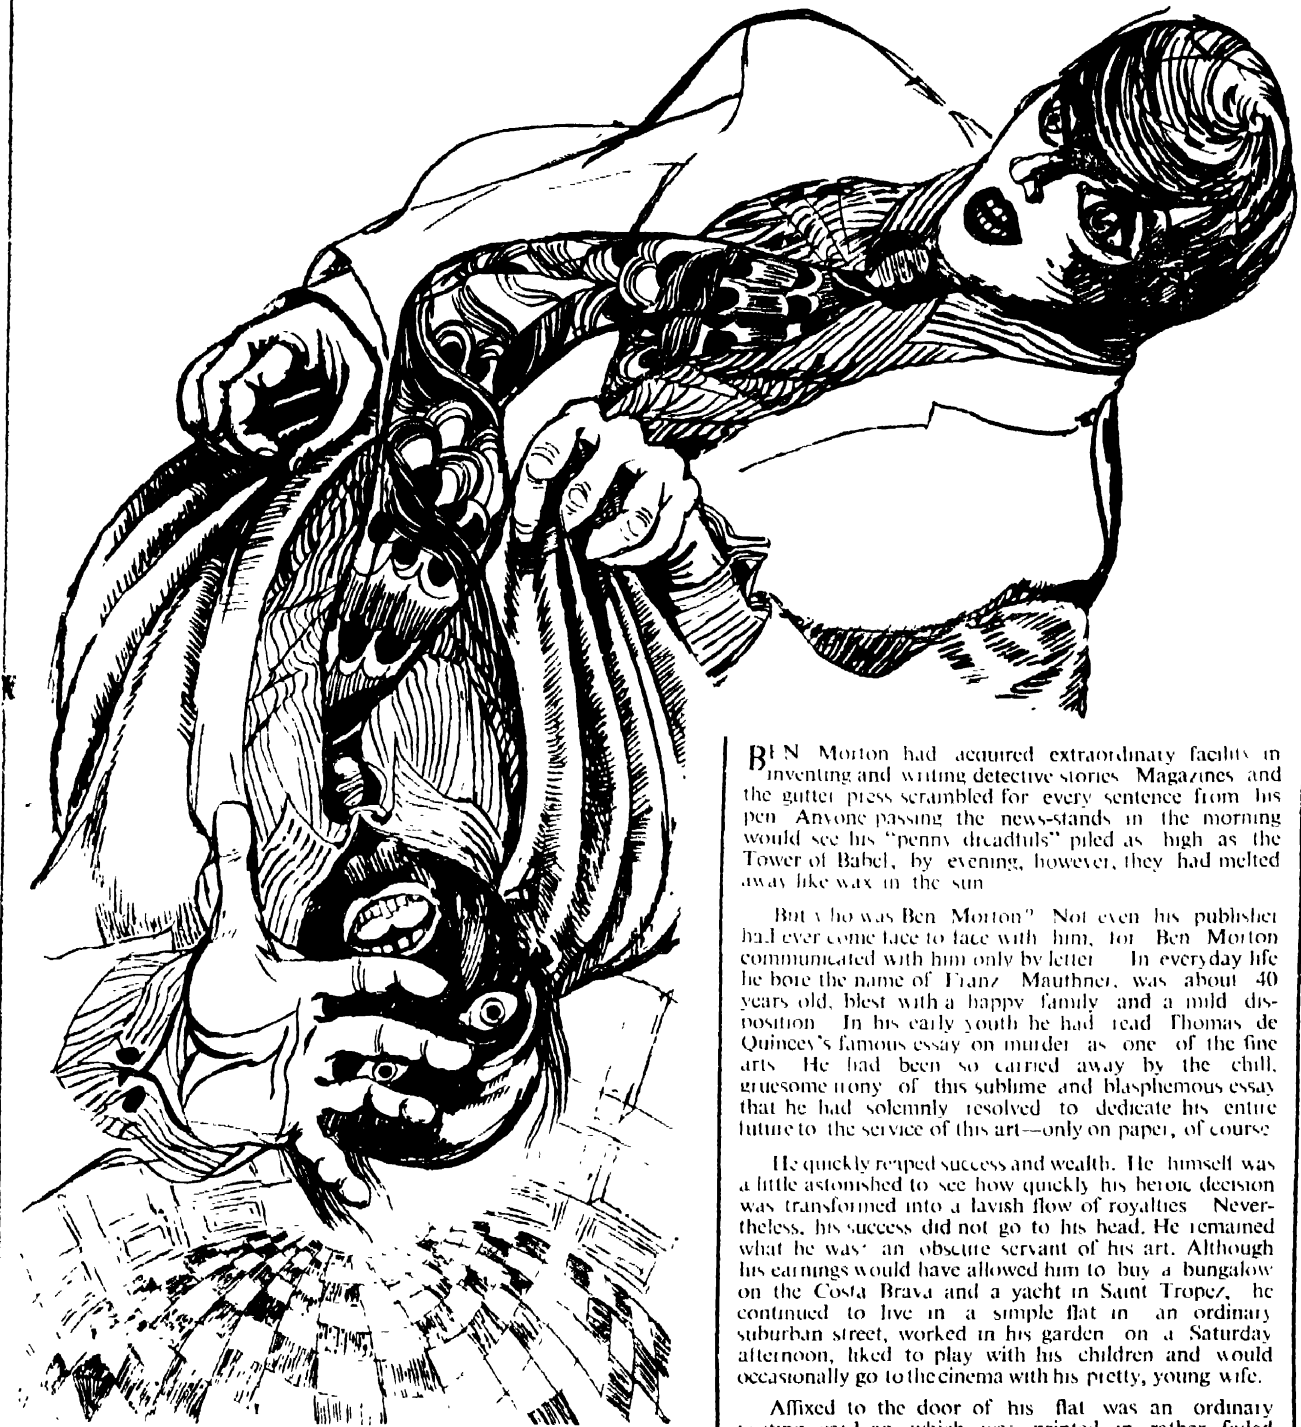 BEN Morton had acquired extraordinary facility in
inventing and writing detective stories Magazines and
the gutter press scrambled for every sentence from his
pen Anyone passing the news-stands in the morning
would see his "penny dreadfuls" piled as high as the
Tower of Babel, by evening, however, they had melted
away like wax in the sun
But who was Ben Morton? Not even his publisher
had ever come face to face with him, for Ben Morton
communicated with him only by letter In everyday life
he bore the name of Franz Mauthner, was about 40
years old, blest with a happy family and a mild dis-
position In his early youth he had read Thomas de
Quincey's famous essay on murder as one of the fine
arts He had been so carried away by the chill,
gruesome irony of this sublime and blasphemous essay
that he had solemnly resolved to dedicate his entire
future to the service of this art—only on paper, of course
He quickly reaped success and wealth. He himself was
a little astonished to see how quickly his heroic decision
was transformed into a lavish flow of royalties Never-
theless, his success did not go to his head. He remained
what he was: an obscure servant of his art. Although
his earnings would have allowed him to buy a bungalow
on the Costa Brava and a yacht in Saint Tropez, he
continued to live in a simple flat in an ordinary
suburban street, worked in his garden on a Saturday
afternoon, liked to play with his children and would
occasionally go to the cinema with his pretty, young wife.
Affixed to the door of his flat was an ordinary
which was printed in rather faded